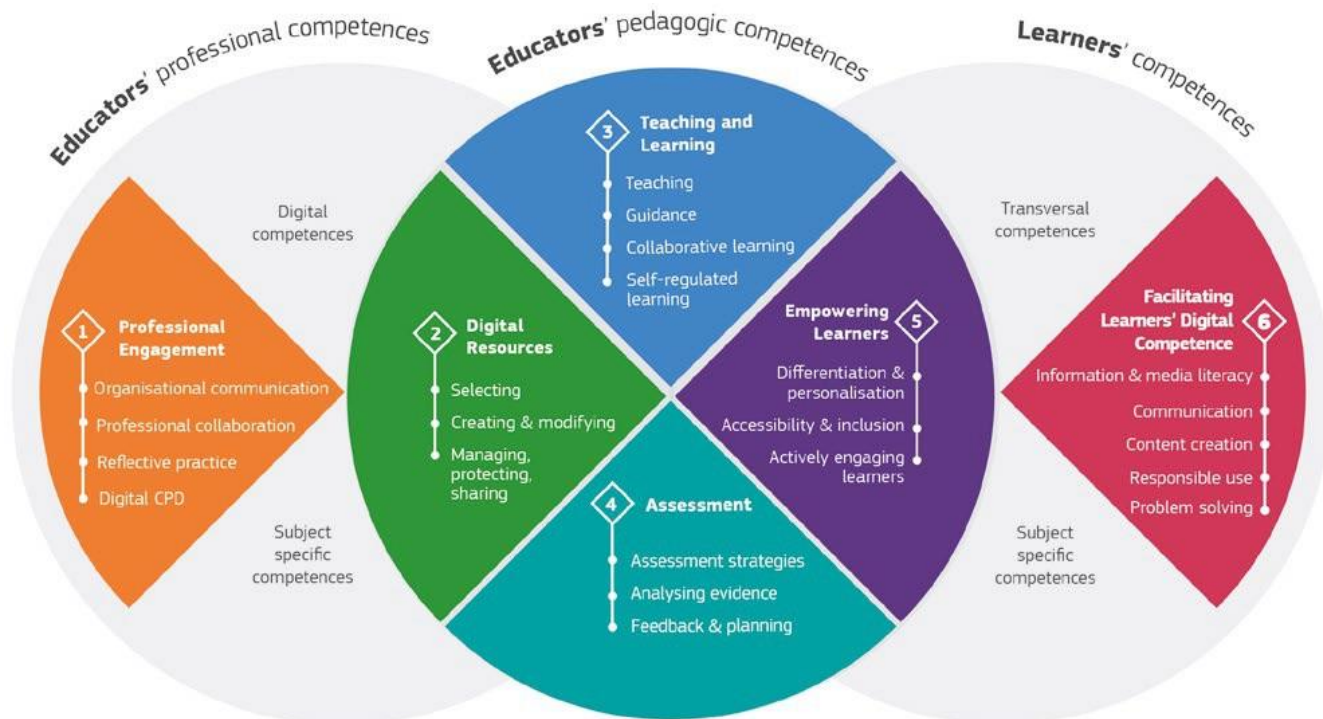 Educators' professional competences
Educators' pedagogic competences
Learners' competences
Digital
competences
Subject
specific
competences
1
Professional
Engagement
Organisational communication
Professional collaboration
Reflective practice
Digital CPD
2
Digital
Resources
Selecting
Creating & modifying
Managing,
protecting,
sharing
3
Teaching and
Learning
Teaching
Guidance
Collaborative learning
Self-regulated
learning
4
Assessment
Assessment strategies
Analysing evidence
Feedback & planning
Empowering
Learners
5
Differentiation &
personalisation
Accessibility & inclusion
Actively engaging
learners
Transversal
competences
Subject
specific
competences
Facilitating
Learners' Digital
Competence
6
Information & media literacy
Communication
Content creation
Responsible use
Problem solving